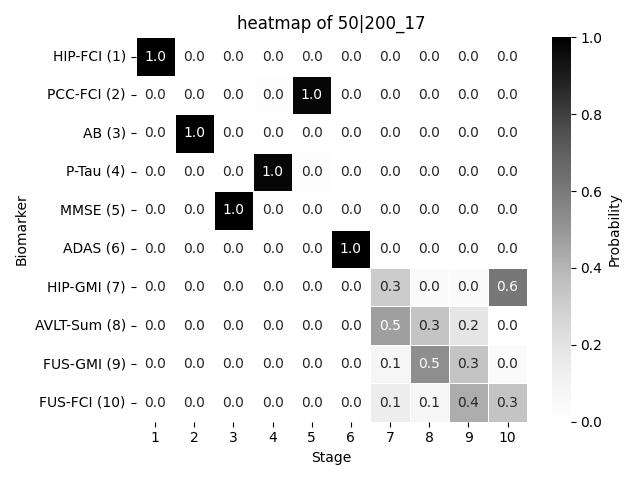 heatmap of 50|200_17
HIP-FCI (1) 1.0 0.0 0.0 0.0 0.0 0.0 0.0 0.0 0.0 0.0
PCC-FCI (2) 0.0 0.0 0.0 0.0 1.0 0.0 0.0 0.0 0.0 0.0
AB (3) 0.0 1.0 0.0 0.0 0.0 0.0 0.0 0.0 0.0 0.0
P-Tau (4) 0.0 0.0 0.0 1.0 0.0 0.0 0.0 0.0 0.0 0.0
MMSE (5) 0.0 0.0 1.0 0.0 0.0 0.0 0.0 0.0 0.0 0.0
ADAS (6) 0.0 0.0 0.0 0.0 0.0 1.0 0.0 0.0 0.0 0.0
HIP-GMI (7) 0.0 0.0 0.0 0.0 0.0 0.0 0.3 0.0 0.0 0.6
AVLT-Sum (8) 0.0 0.0 0.0 0.0 0.0 0.0 0.5 0.3 0.2 0.0
FUS-GMI (9) 0.0 0.0 0.0 0.0 0.0 0.0 0.1 0.5 0.3 0.0
FUS-FCI (10) 0.0 0.0 0.0 0.0 0.0 0.0 0.1 0.1 0.4 0.3
1 2 3 4 5 6 7 8 9 10
Stage
Biomarker
1.0
0.8
0.6
0.4
0.2
0.0
Probability